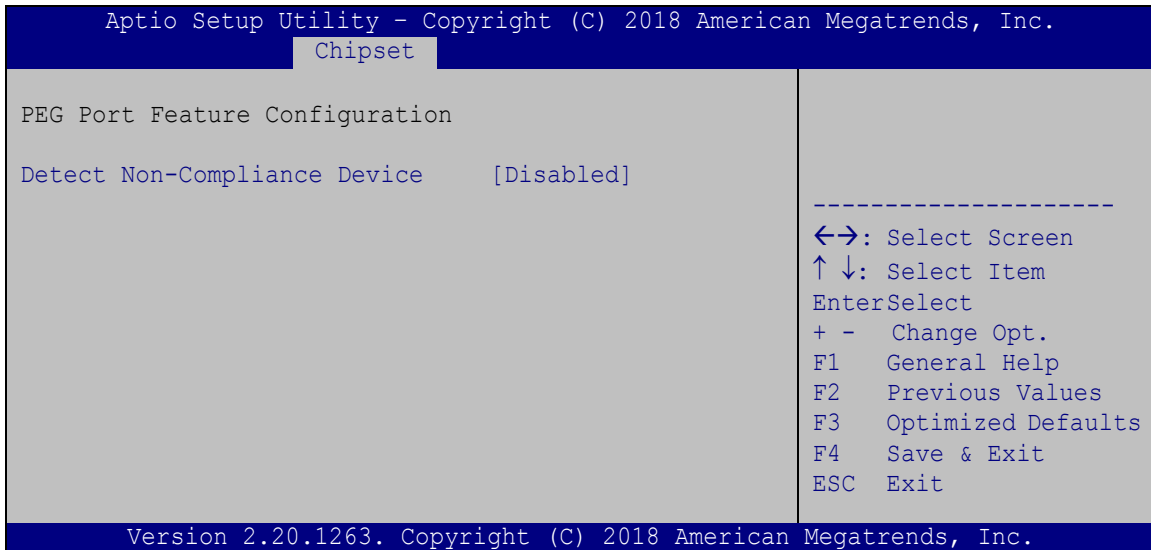 Aptio Setup Utility – Copyright (C) 2018 American Megatrends, Inc.
Chipset
PEG Port Feature Configuration
Detect Non-Compliance Device [Disabled]
---------------------
←→: Select Screen
↑ ↓: Select Item
EnterSelect
+ - Change Opt.
F1 General Help
F2 Previous Values
F3 Optimized Defaults
F4 Save & Exit
ESC Exit
Version 2.20.1263. Copyright (C) 2018 American Megatrends, Inc.